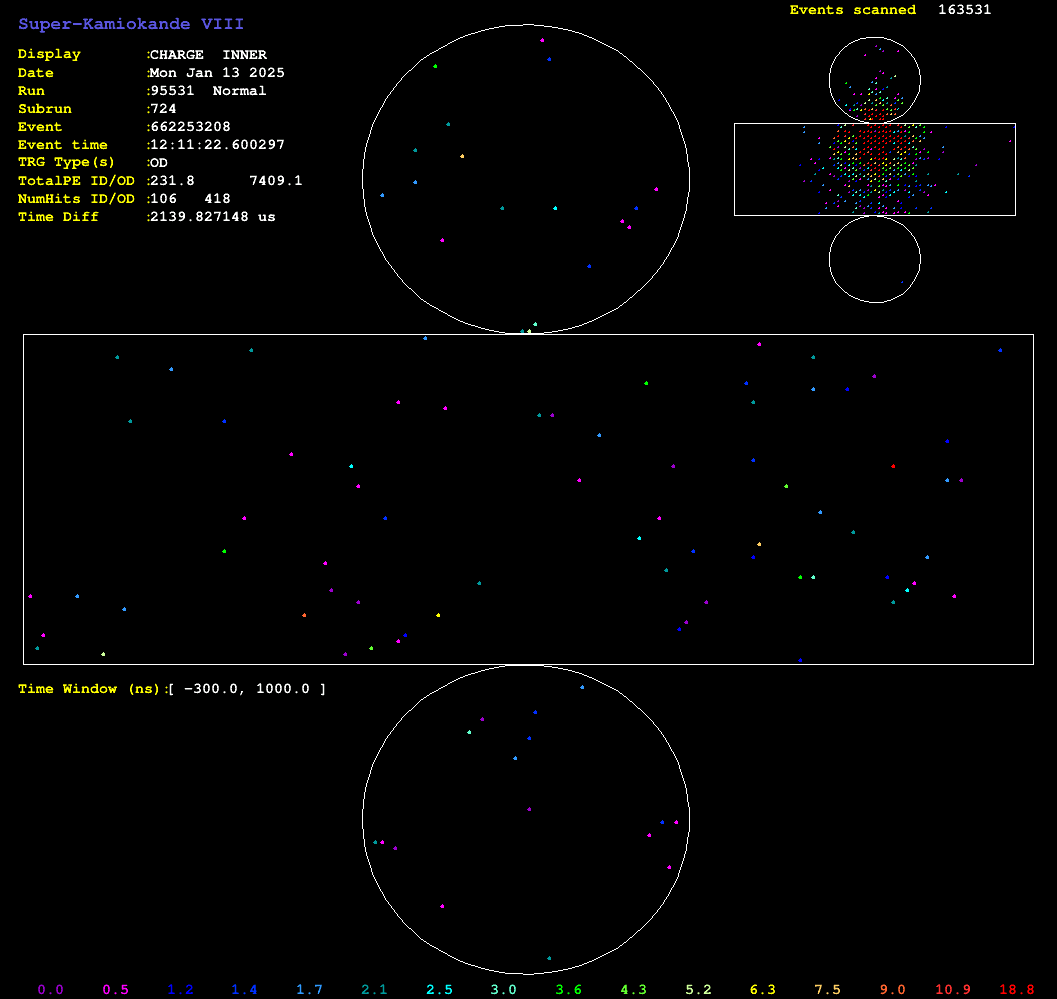 Super-Kamiokande VIII
Events scanned 163531
Display :CHARGE INNER
Date :Mon Jan 13 2025
Run :95531 Normal
Subrun :724
Event :662253208
Event time :12:11:22.600297
TRG Type(s) :OD
TotalPE ID/OD :231.8 7409.1
NumHits ID/OD :106 418
Time Diff :2139.827148 us
Time Window (ns):[ -300.0, 1000.0 ]
0.0 0.5 1.2 1.4 1.7 2.1 2.5 3.0 3.6 4.3 5.2 6.3 7.5 9.0 10.9 18.8